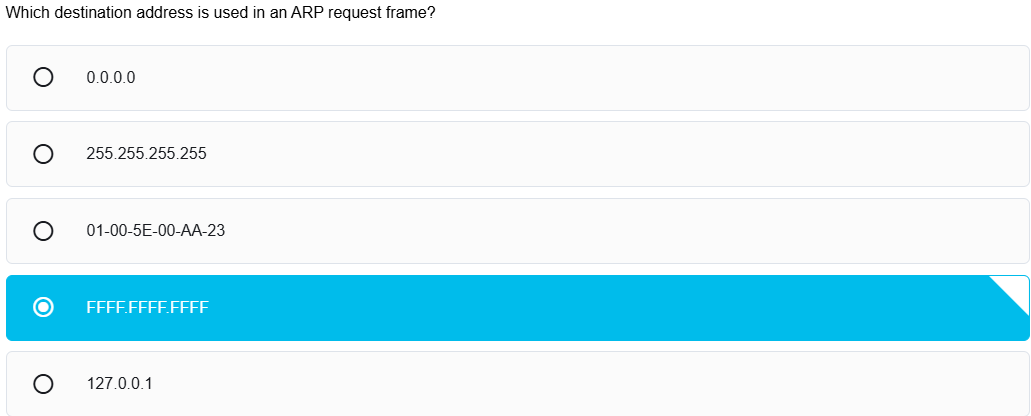 Which destination address is used in an ARP request frame?
0.0.0.0
255.255.255.255
01-00-5E-00-AA-23
FFFF.FFFF.FFFF
127.0.0.1